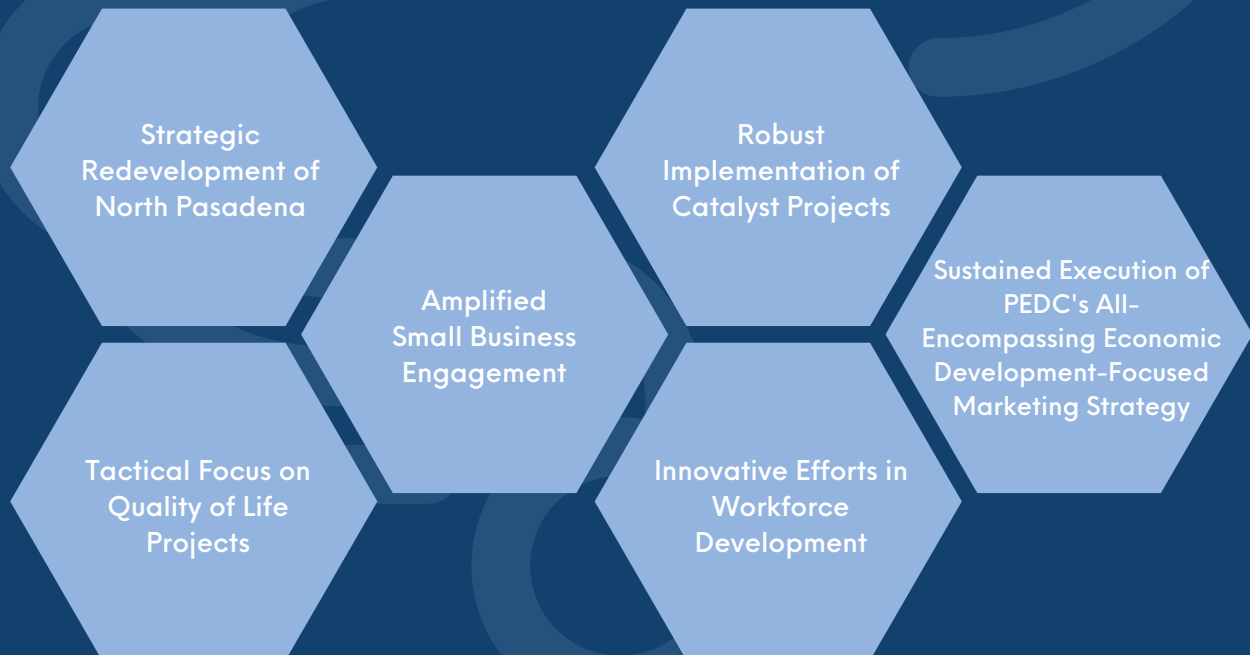 Strategic
Redevelopment of
North Pasadena
Robust
Implementation of
Catalyst Projects
Amplified
Small Business
Engagement
Sustained Execution of
PEDC's All-
Encompassing Economic
Development-Focused
Marketing Strategy
Tactical Focus on
Quality of Life
Projects
Innovative Efforts in
Workforce
Development